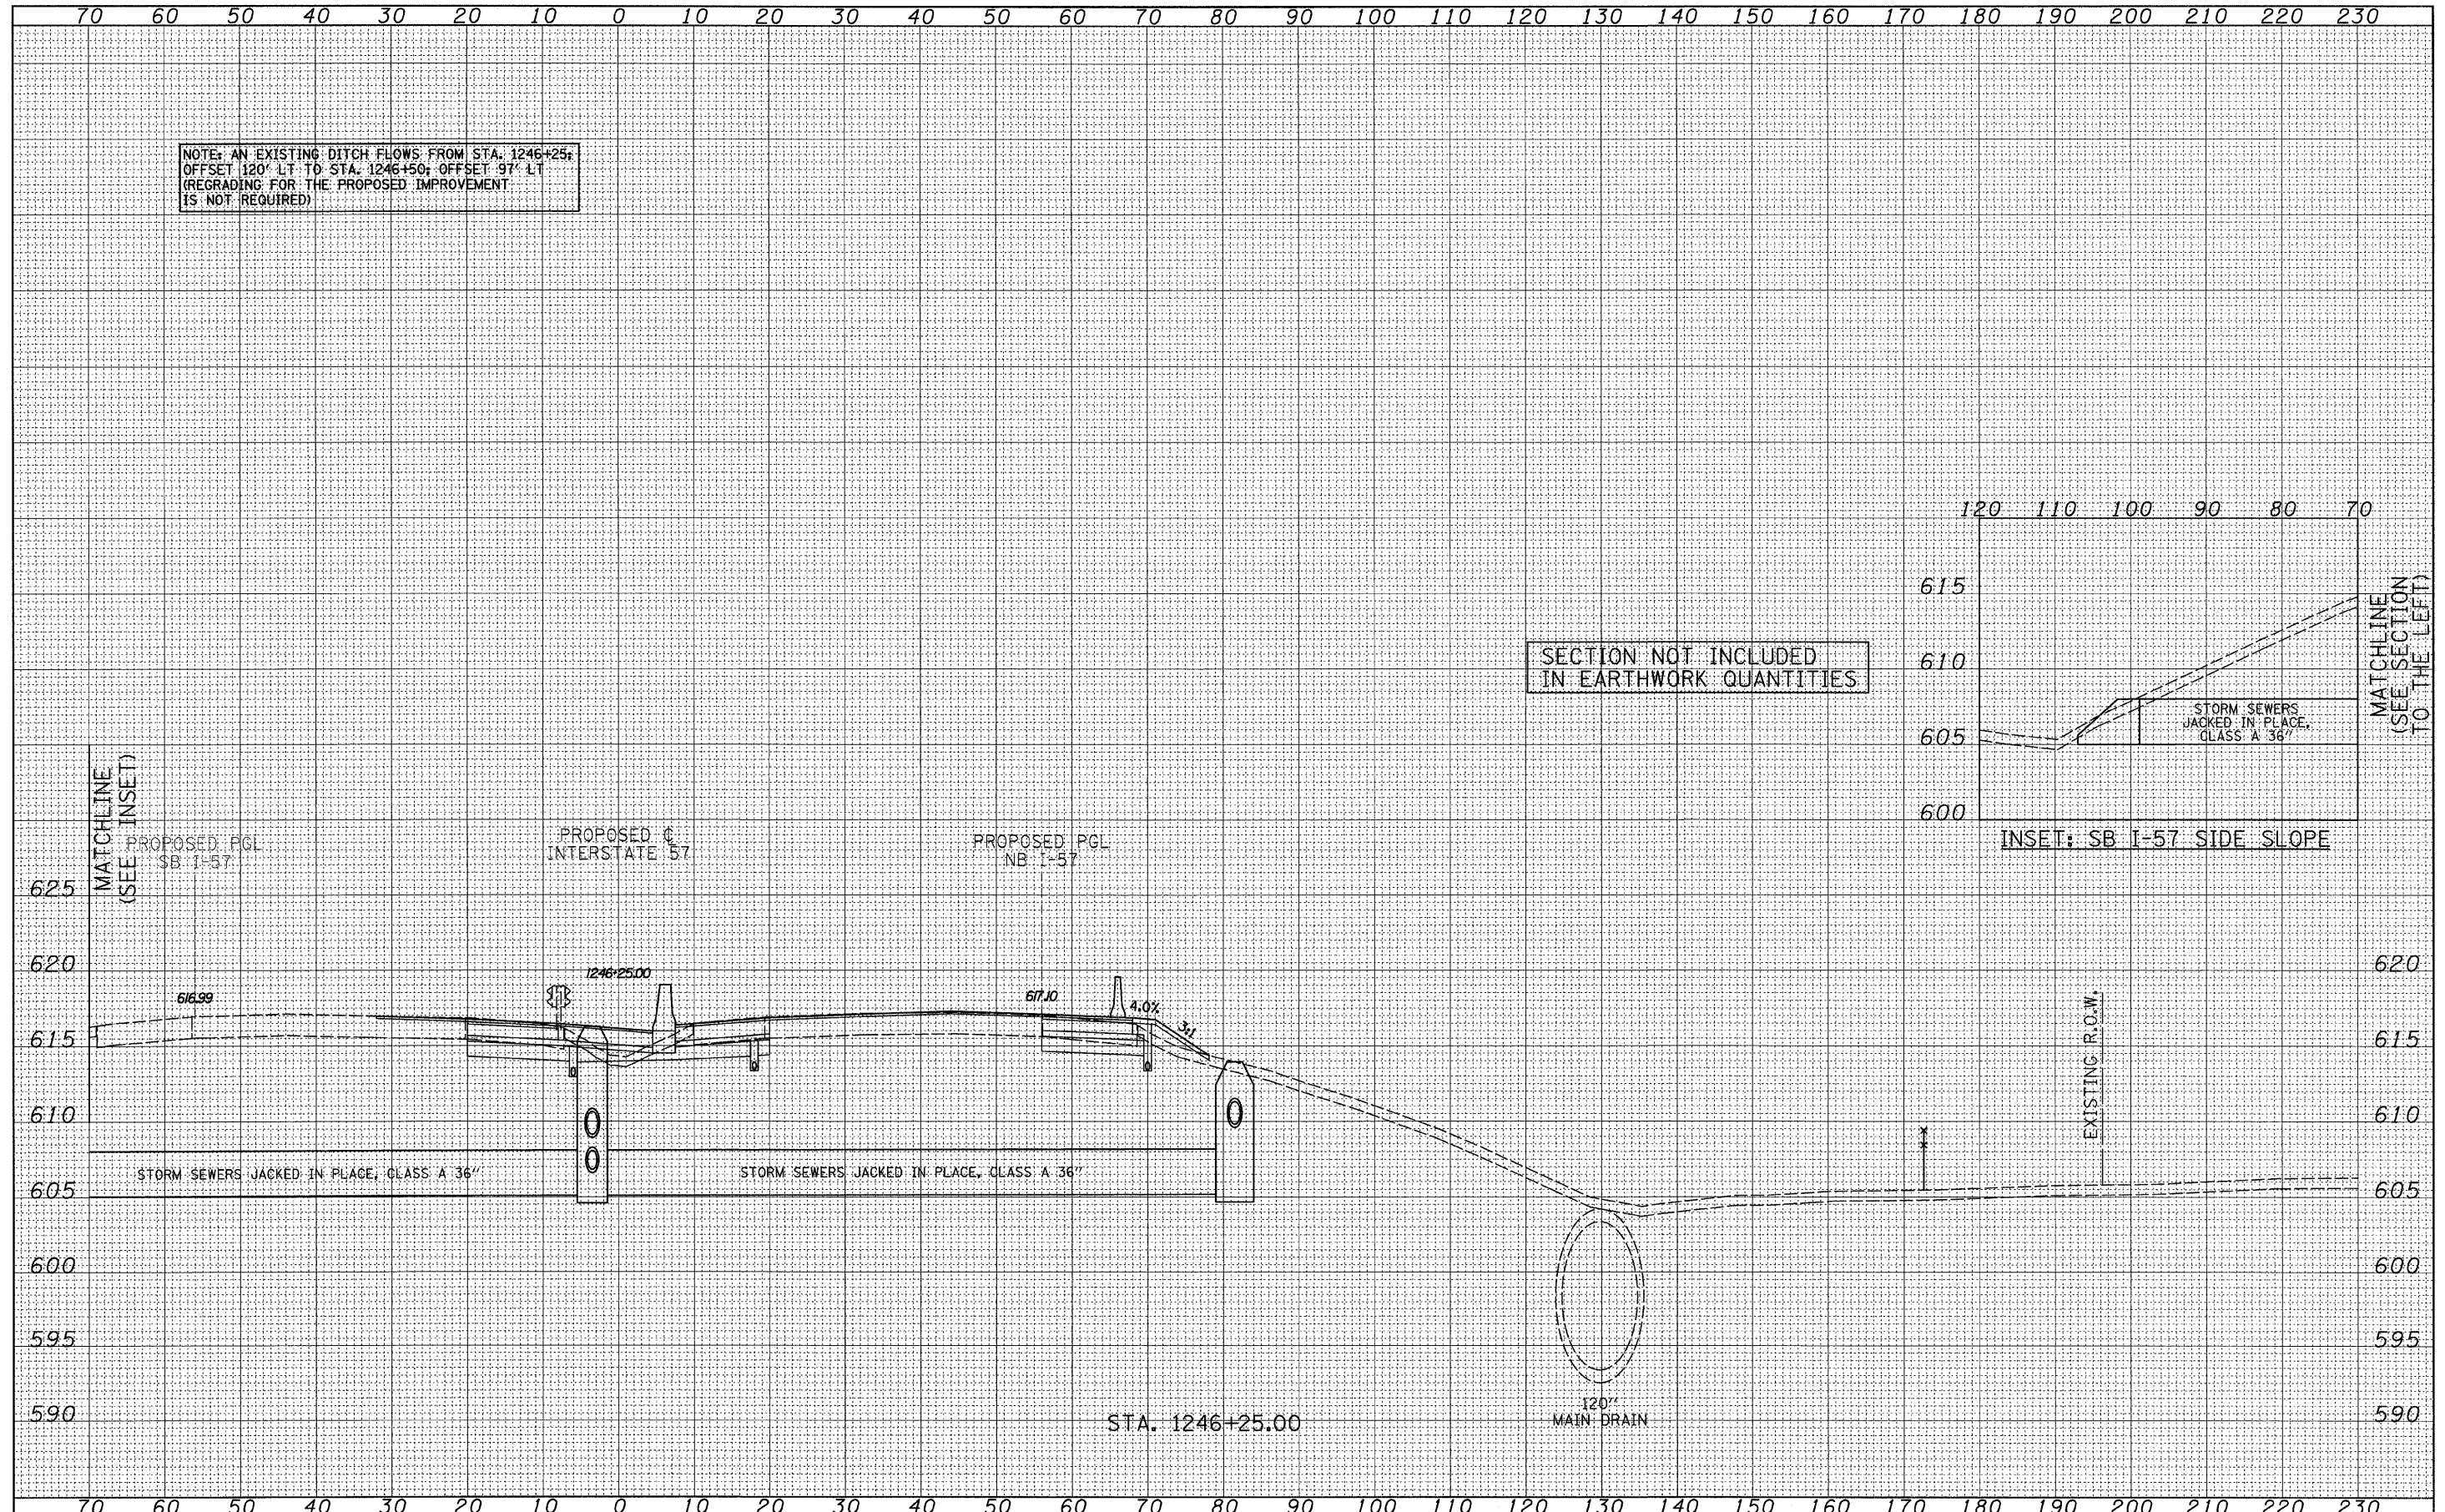 70 60 50 40 30 20 10 0 10 20 30 40 50 60 70 80 90 100 110 120 130 140 150 160 170 180 190 200 210 220 230
NOTE: AN EXISTING DITCH FLOWS FROM STA. 1246+25;
OFFSET 120' LT TO STA. 1246+50; OFFSET 97' LT
(REGRADING FOR THE PROPOSED IMPROVEMENT
IS NOT REQUIRED)
120 110 100 90 80 70
615
610
605
600
STORM SEWERS
JACKED IN PLACE,
CLASS A 36"
MATCHLINE
(SEE SECTION
TO THE LEFT)
INSET: SB I-57 SIDE SLOPE
SECTION NOT INCLUDED
IN EARTHWORK QUANTITIES
MATCHLINE
(SEE INSET)
PROPOSED PGL
SB I-57
PROPOSED ℄
INTERSTATE 57
PROPOSED PGL
NB I-57
625
620
615
610
605
600
595
590
616.99
1246+25.00
617.10
4.0%
3:1
STORM SEWERS JACKED IN PLACE, CLASS A 36"
STORM SEWERS JACKED IN PLACE, CLASS A 36"
EXISTING R.O.W.
620
615
610
605
600
595
590
120"
MAIN DRAIN
STA. 1246+25.00
70 60 50 40 30 20 10 0 10 20 30 40 50 60 70 80 90 100 110 120 130 140 150 160 170 180 190 200 210 220 230